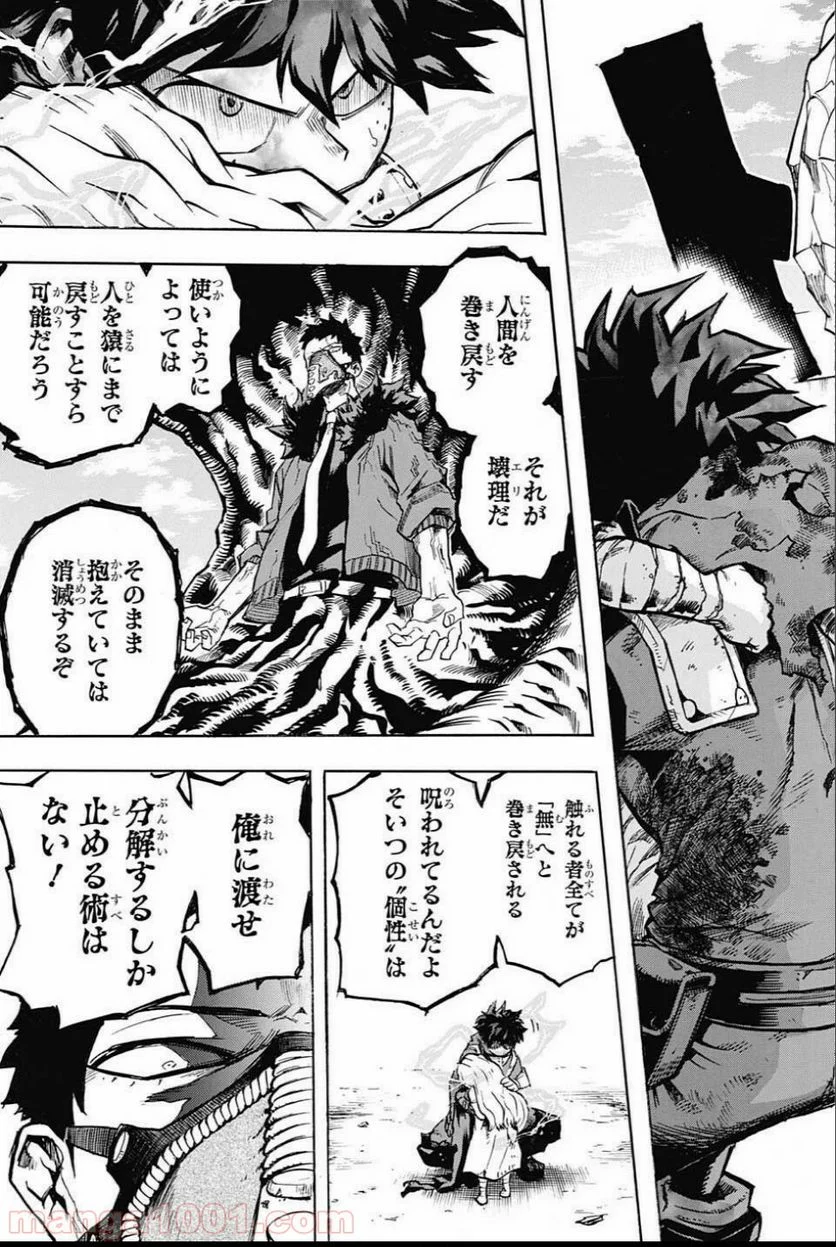 人間を
巻き戻す
それが
壊理だ
使いように
よっては
人を猿にまで
戻すことすら
可能だろう
そのまま
抱えていては
消滅するぞ
触れる者全てが
「無」へと
巻き戻される
呪われてるんだよ
そいつの〝個性〟は
俺に渡せ
分解するしか
止める術は
ない!
manga1001.com